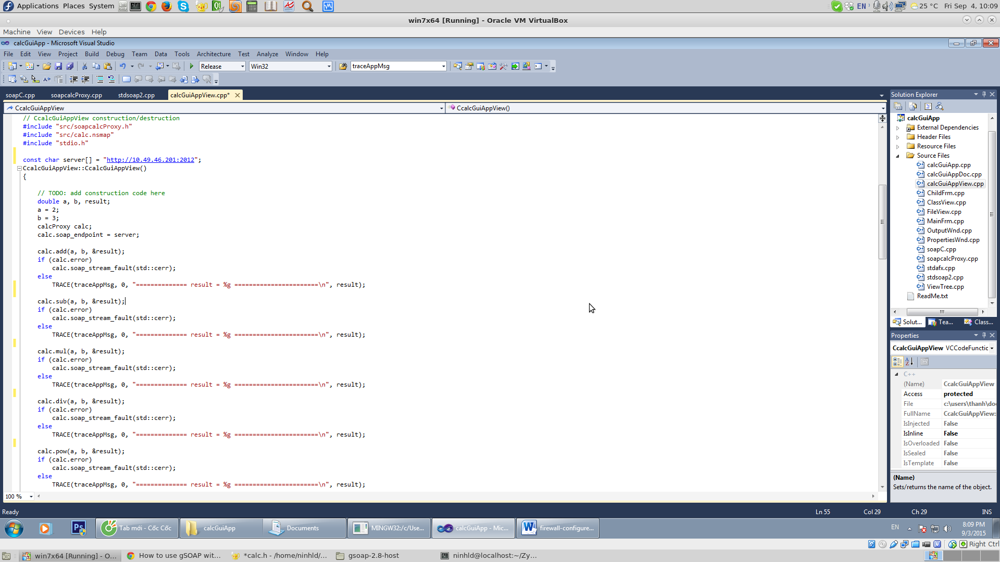 Applications Places System EN 25 °C Fri Sep 4, 10:09
win7x64 [Running] - Oracle VM VirtualBox
Machine View Devices Help
calcGuiApp - Microsoft Visual Studio
File Edit View Project Build Debug Team Data Tools Architecture Test Analyze Window Help
Release Win32 traceAppMsg
soapC.cpp soapcalcProxy.cpp stdsoap2.cpp calcGuiAppView.cpp*
CcalcGuiAppView CcalcGuiAppView()
// CcalcGuiAppView construction/destruction
#include "src/soapcalcProxy.h"
#include "src/calc.nsmap"
#include "stdio.h"
const char server[] = "http://10.49.46.201:2012";
CcalcGuiAppView::CcalcGuiAppView()
{
// TODO: add construction code here
double a, b, result;
a = 2;
b = 3;
calcProxy calc;
calc.soap_endpoint = server;
calc.add(a, b, &result);
if (calc.error)
calc.soap_stream_fault(std::cerr);
else
TRACE(traceAppMsg, 0, "============== result = %g =======================\n", result);
calc.sub(a, b, &result);
if (calc.error)
calc.soap_stream_fault(std::cerr);
else
TRACE(traceAppMsg, 0, "============== result = %g =======================\n", result);
calc.mul(a, b, &result);
if (calc.error)
calc.soap_stream_fault(std::cerr);
else
TRACE(traceAppMsg, 0, "============== result = %g =======================\n", result);
calc.div(a, b, &result);
if (calc.error)
calc.soap_stream_fault(std::cerr);
else
TRACE(traceAppMsg, 0, "============== result = %g =======================\n", result);
calc.pow(a, b, &result);
if (calc.error)
calc.soap_stream_fault(std::cerr);
else
TRACE(traceAppMsg, 0, "============== result = %g =======================\n", result);
100 %
Solution Explorer
calcGuiApp
External Dependencies
Header Files
Resource Files
Source Files
calcGuiApp.cpp
calcGuiAppDoc.cpp
calcGuiAppView.cpp
ChildFrm.cpp
ClassView.cpp
FileView.cpp
MainFrm.cpp
OutputWnd.cpp
PropertiesWnd.cpp
soapC.cpp
soapcalcProxy.cpp
stdafx.cpp
stdsoap2.cpp
ViewTree.cpp
ReadMe.txt
Solut... Tea... Class...
Properties
CcalcGuiAppView VCCodeFunctic
C++
(Name) CcalcGuiAppView
Access protected
File c:\users\thanh\do
FullName CcalcGuiAppView:
IsInjected False
IsInline False
IsOverloaded False
IsSealed False
IsTemplate False
(Name)
Sets/returns the name of the object.
Ready Ln 55 Col 29 Ch 29 INS
Ps Tab mới - Cốc Cốc calcGuiApp Documents MINGW32:/c/Use... calcGuiApp - Mic... firewall-configure... EN 8:09 PM
9/3/2015
Right Ctrl
win7x64 [Running] - O... How to use gSOAP wit... *calc.h - /home/ninhld/... gsoap-2.8-host ninhld@localhost:~/Zy...